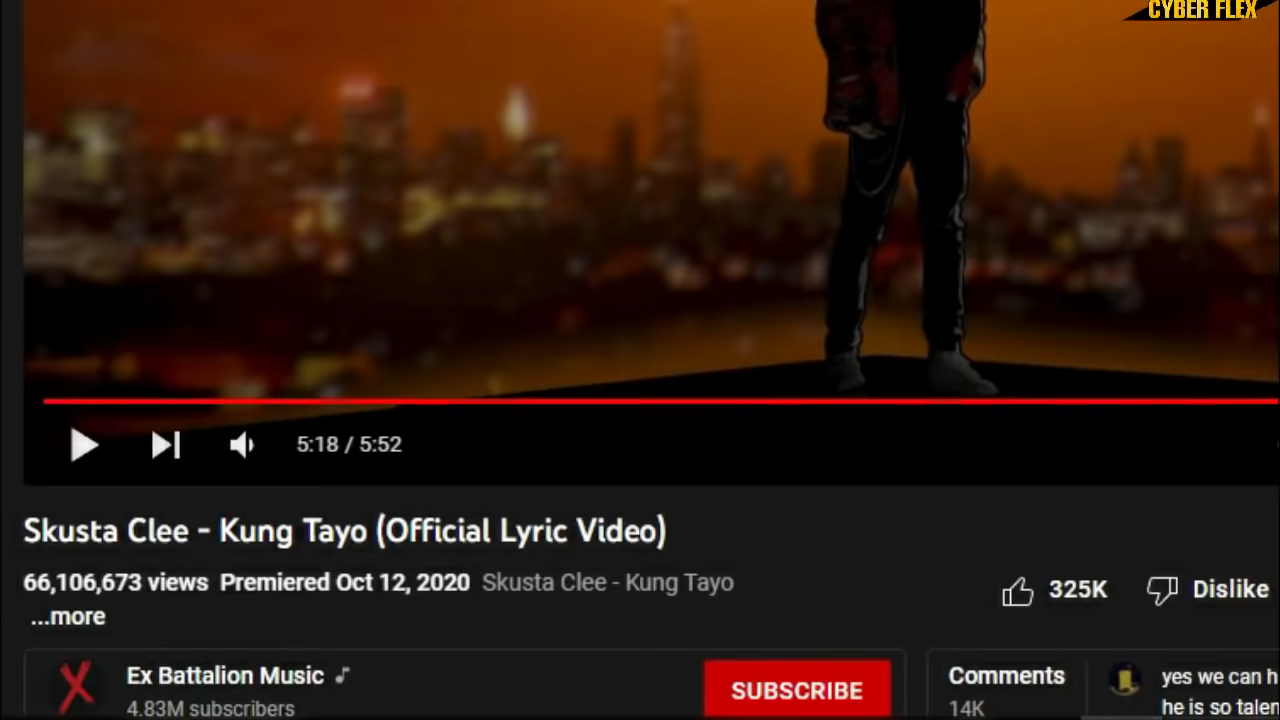 CYBER FLEX
5:18 / 5:52
Skusta Clee - Kung Tayo (Official Lyric Video)
66,106,673 views Premiered Oct 12, 2020 Skusta Clee - Kung Tayo
...more
325K
Dislike
Ex Battalion Music
4.83M subscribers
SUBSCRIBE
Comments
14K
yes we can h
he is so talen